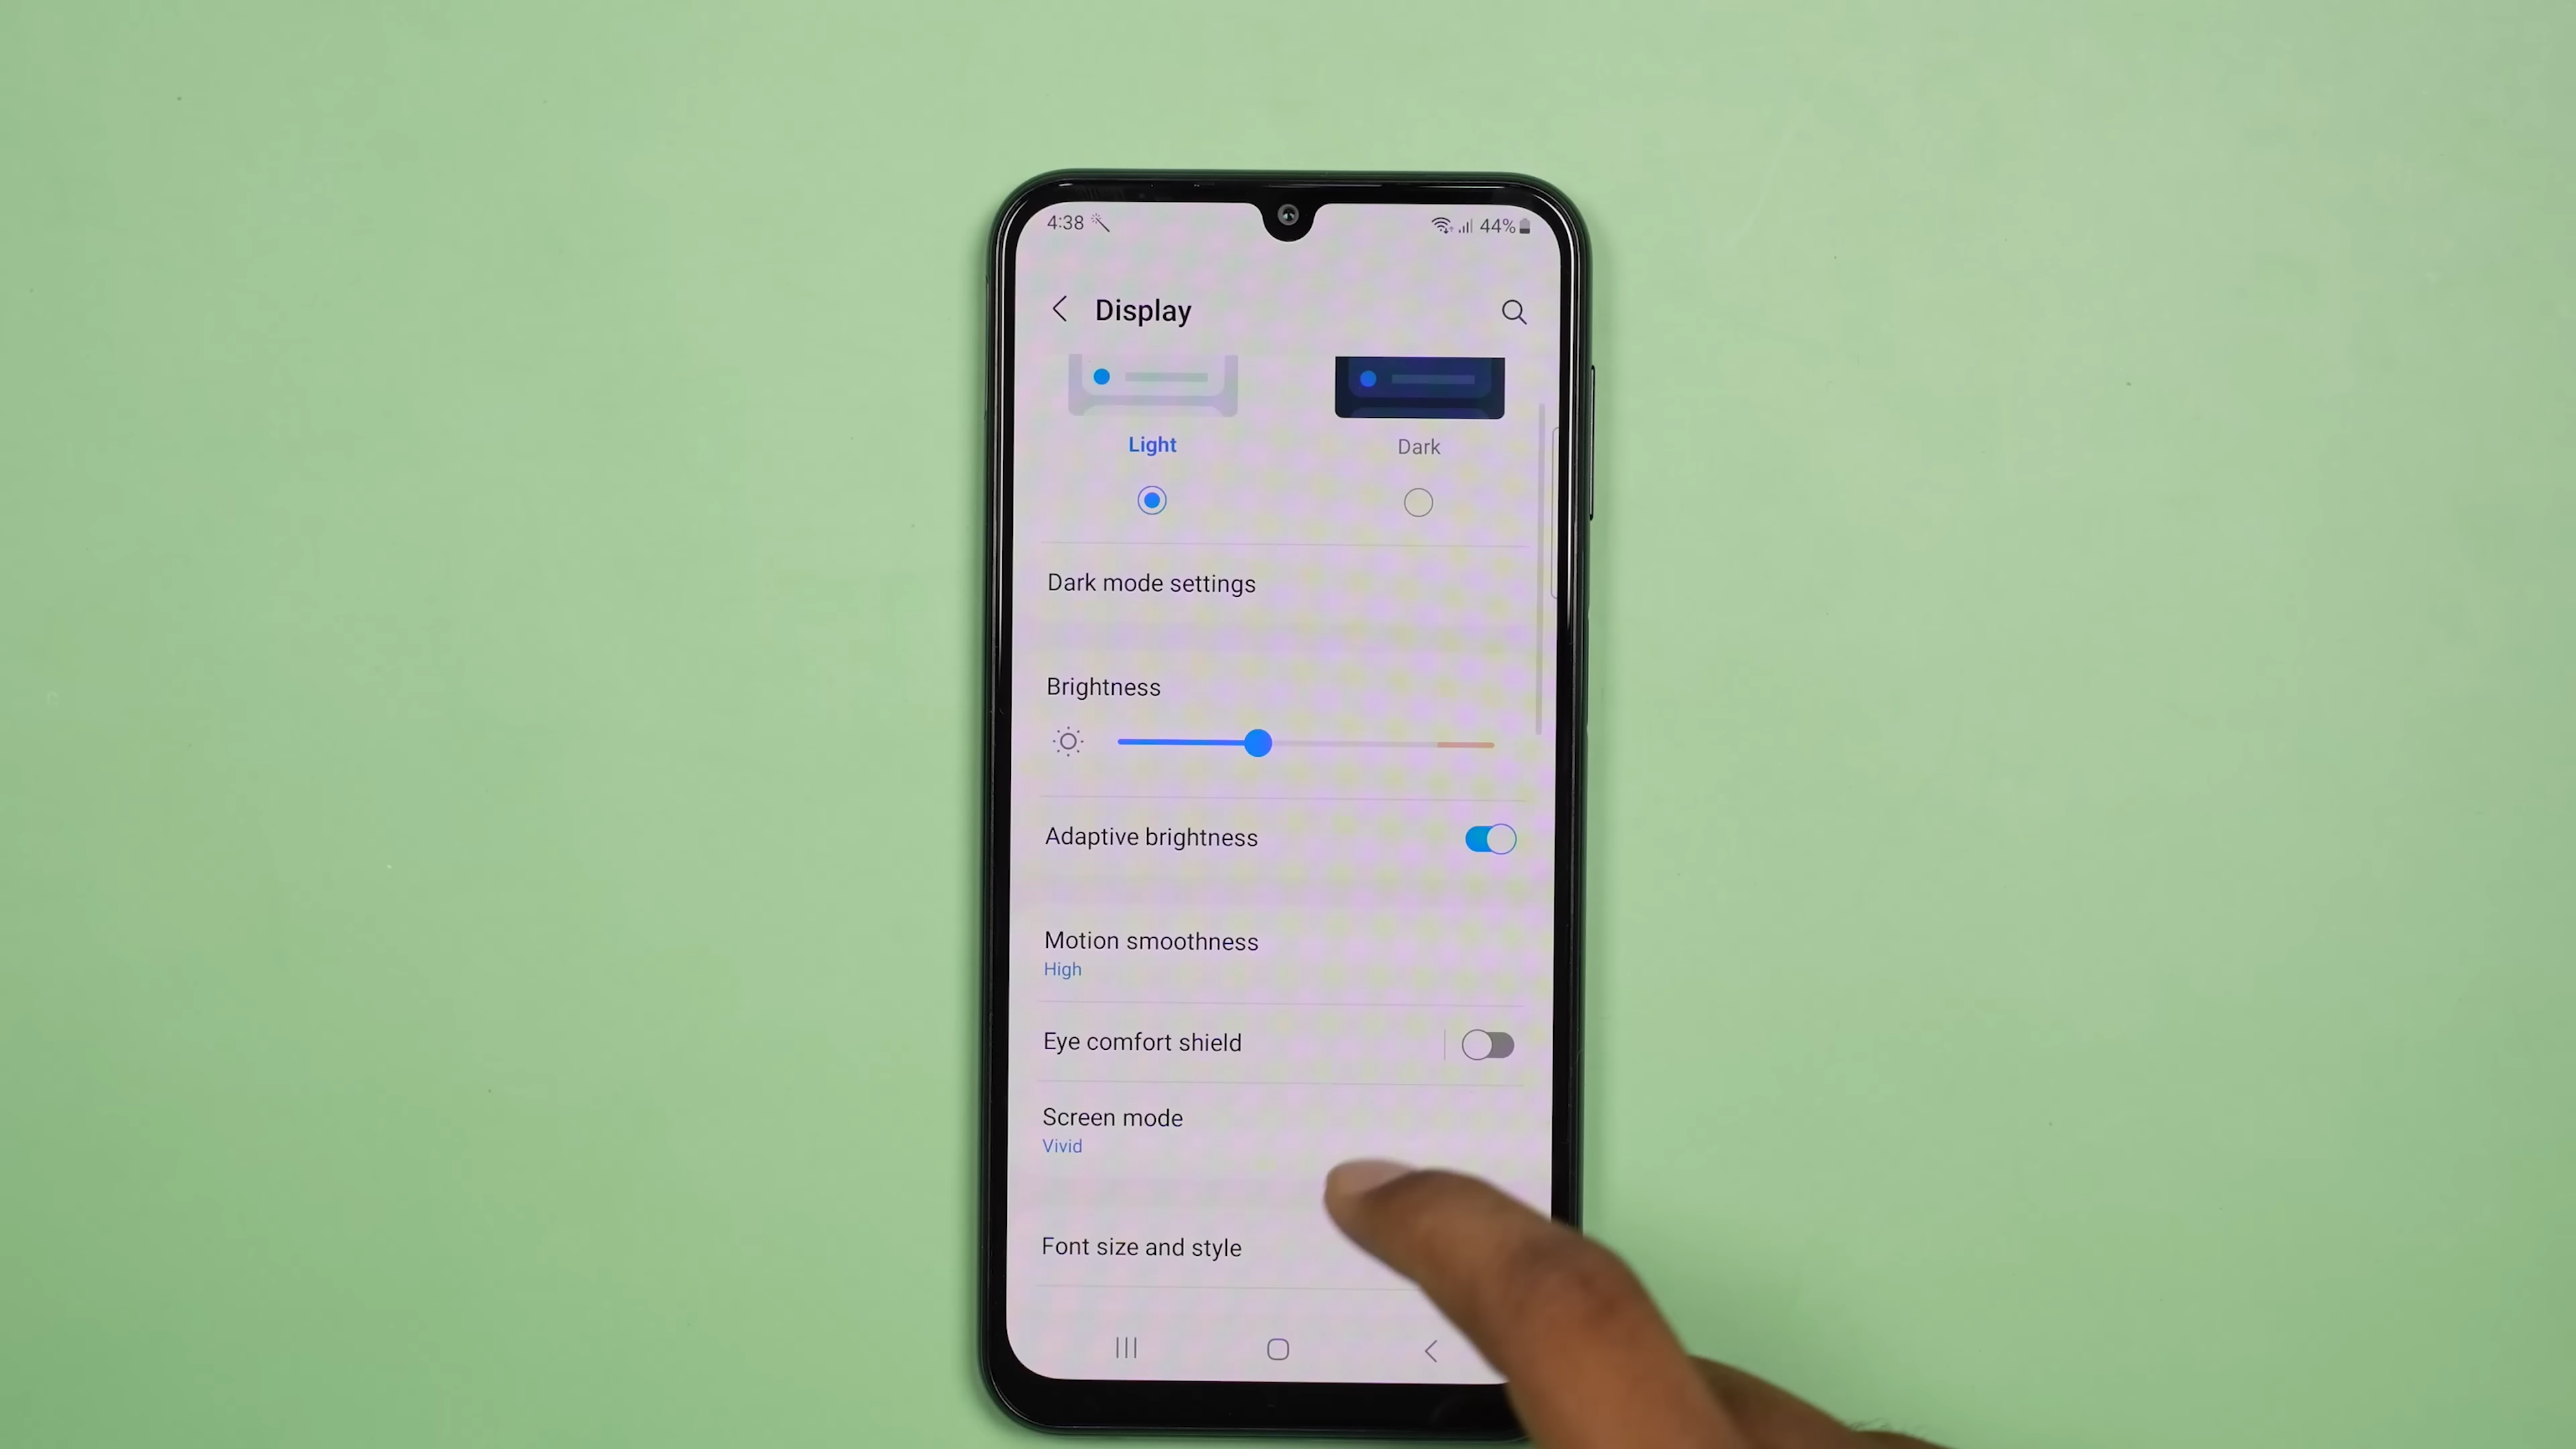 4:38
44%
Display
Light
Dark
Dark mode settings
Brightness
Adaptive brightness
Motion smoothness
High
Eye comfort shield
Screen mode
Vivid
Font size and style